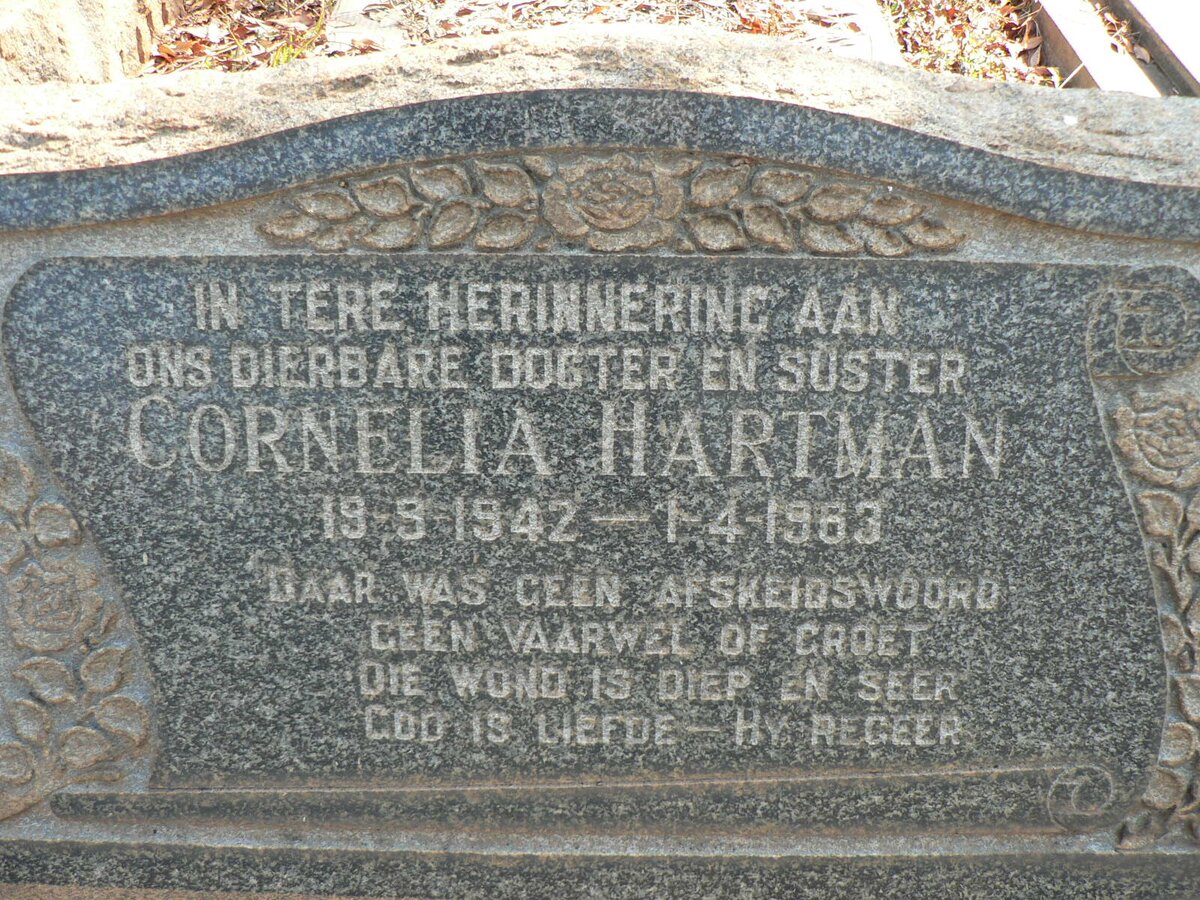 IN TERE HERINNERING AAN
ONS DIERBARE DOGTER EN SUSTER
CORNELIA HARTMAN
19-9-1942 — 1-4-1963
DAAR WAS GEEN AFSKEIDSWOORD
GEEN VAARWEL OF GROET
DIE WOND IS DIEP EN SEER
GOD IS LIEFDE — HY REGEER